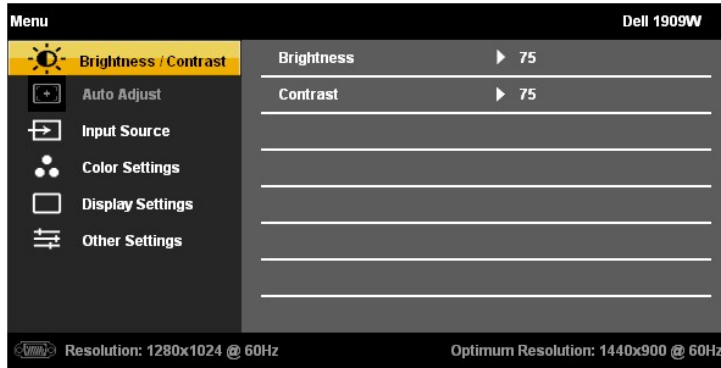 Menu Dell 1909W
Brightness / Contrast Brightness 75
Auto Adjust Contrast 75
Input Source
Color Settings
Display Settings
Other Settings
Resolution: 1280x1024 @ 60Hz Optimum Resolution: 1440x900 @ 60Hz